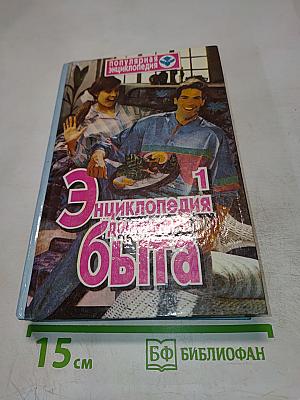 ПОПУЛЯРНАЯ
ЭНЦИКЛОПЕДИЯ
1
Энциклопедия
быта
15 см
БФ БИБЛИОФАН